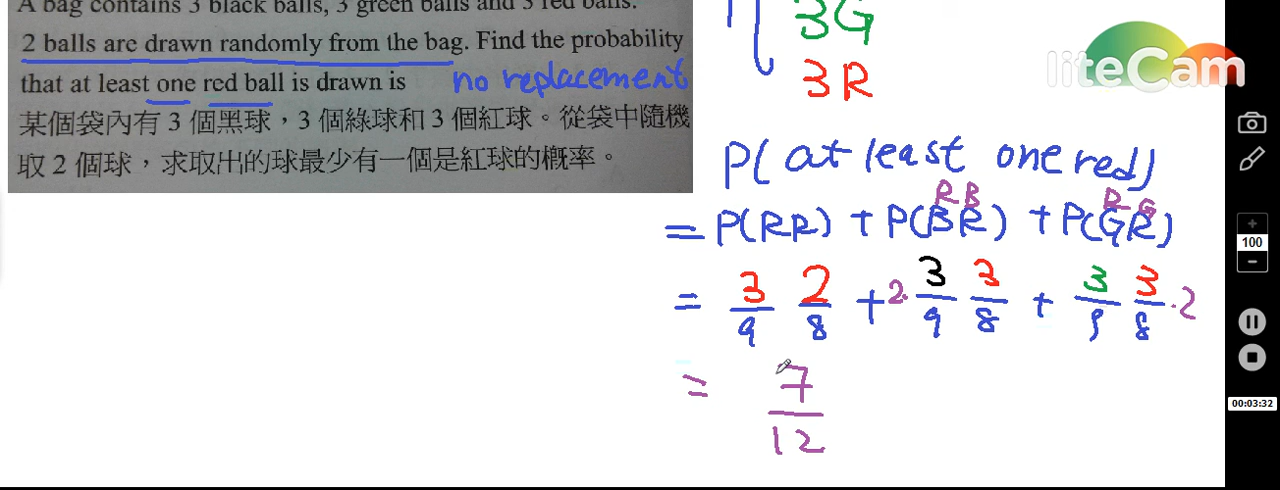 A bag contains 3 black balls, 3 green balls and 3 red balls.
2 balls are drawn randomly from the bag. Find the probability
that at least one red ball is drawn is
no replacement
某個袋內有 3 個黑球，3 個綠球和 3 個紅球。從袋中隨機
取 2 個球，求取出的球最少有一個是紅球的概率。
3G
3R
liteCam
P( at least one red)
RB RG
= P(RR) + P(BR) + P(GR)
= 3/9 2/8 + 2· 3/9 3/8 + 3/9 3/8 · 2
= 7/12
+
100
-
00:03:32